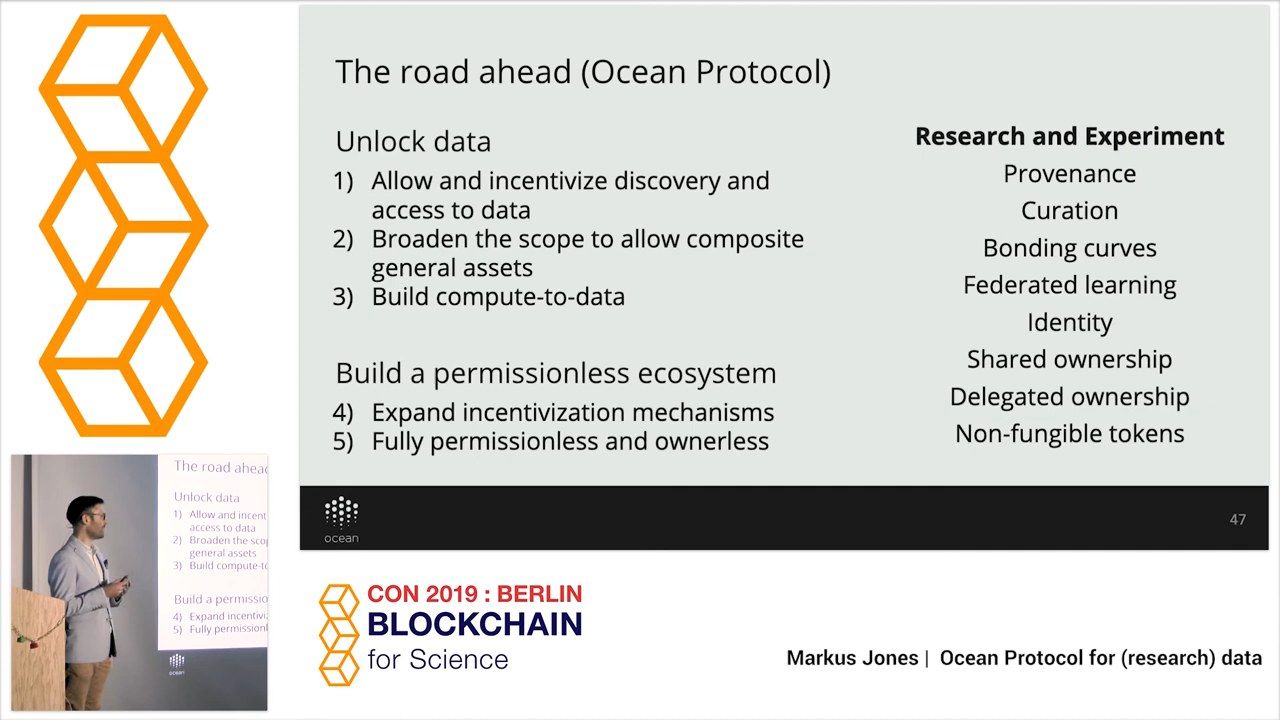 The road ahead (Ocean Protocol)
Unlock data
1) Allow and incentivize discovery and
access to data
2) Broaden the scope to allow composite
general assets
3) Build compute-to-data
Build a permissionless ecosystem
4) Expand incentivization mechanisms
5) Fully permissionless and ownerless
Research and Experiment
Provenance
Curation
Bonding curves
Federated learning
Identity
Shared ownership
Delegated ownership
Non-fungible tokens
ocean
47
The road ahead
Unlock data
1) Allow and incent
access to data
2) Broaden the sco
general assets
3) Build compute-to
Build a permissio
4) Expand incentivi
5) Fully permission
ocean
CON 2019 : BERLIN
BLOCKCHAIN
for Science
Markus Jones | Ocean Protocol for (research) data